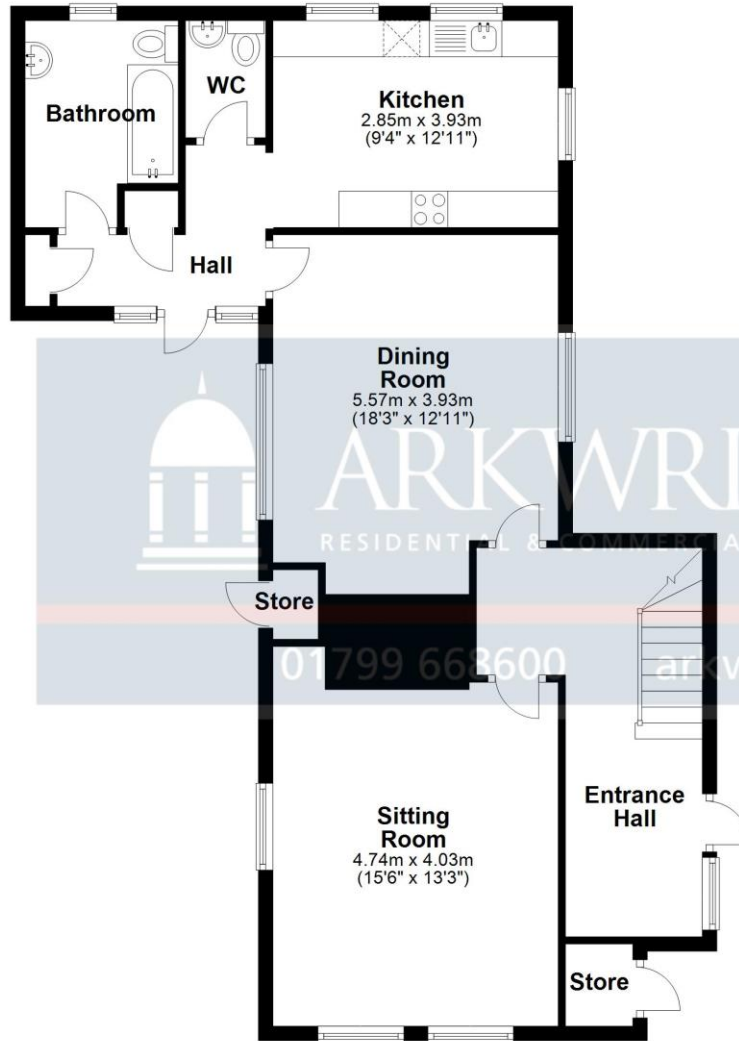 Bathroom
WC
Kitchen
2.85m x 3.93m
(9'4" x 12'11")
Hall
Dining
Room
5.57m x 3.93m
(18'3" x 12'11")
ARKWRI
RESIDENTIAL & COMMERCIA
Store
01799 668600
arkw
Sitting
Room
4.74m x 4.03m
(15'6" x 13'3")
Entrance
Hall
Store